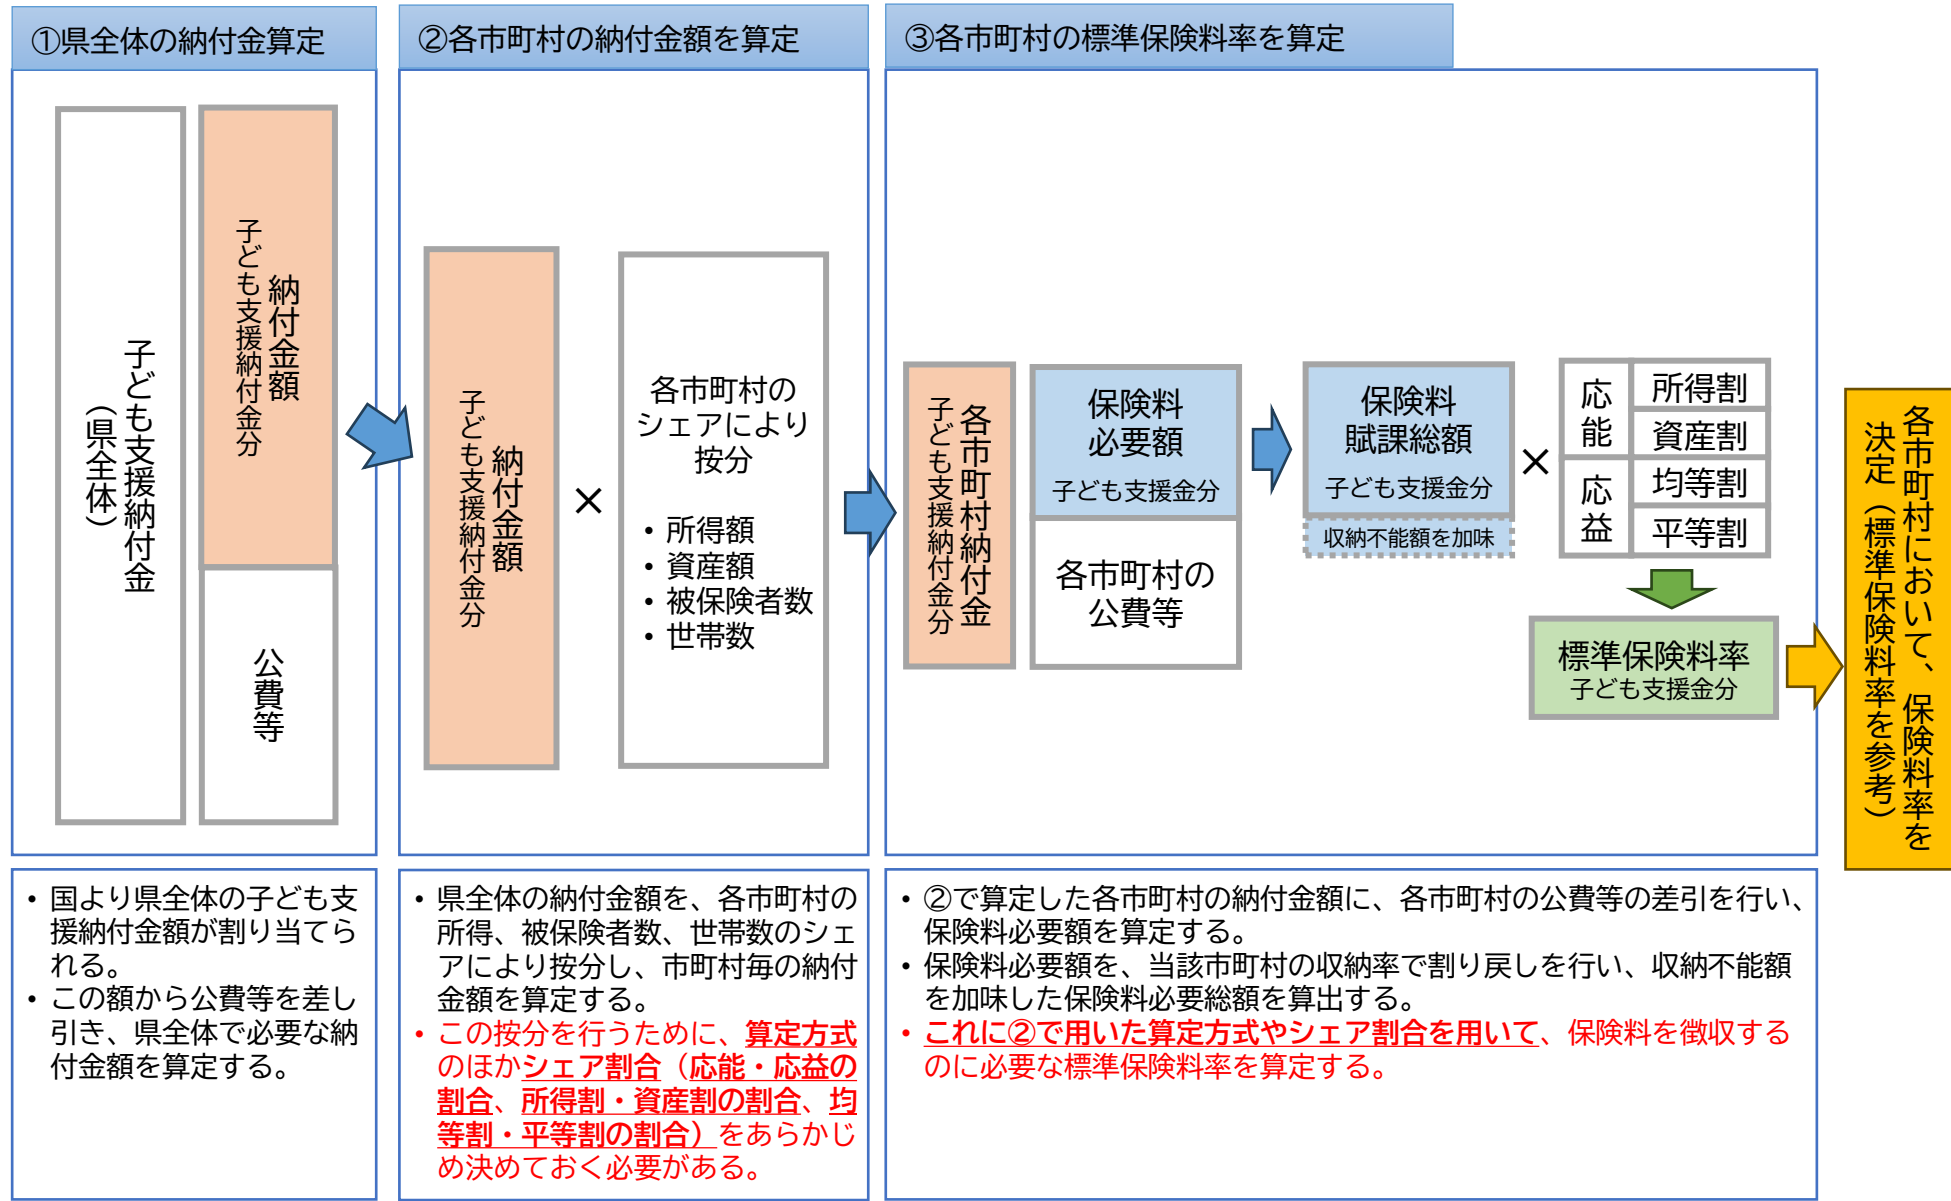 ①県全体の納付金算定
子ども支援納付金
（県全体）
納付金額
子ども支援納付金分
公費等
②各市町村の納付金額を算定
納付金額
子ども支援納付金分
×
各市町村の
シェアにより
按分
・所得額
・資産額
・被保険者数
・世帯数
③各市町村の標準保険料率を算定
各市町村納付金
子ども支援納付金分
保険料
必要額
子ども支援金分
各市町村の
公費等
保険料
賦課総額
子ども支援金分
収納不能額を加味
×
応能
応益
所得割
資産割
均等割
平等割
標準保険料率
子ども支援金分
各市町村において、保険料率を
決定（標準保険料率を参考）
・国より県全体の子ども支
援納付金額が割り当てら
れる。
・この額から公費等を差し
引き、県全体で必要な納
付金額を算定する。
・県全体の納付金額を、各市町村の
所得、被保険者数、世帯数のシェ
アにより按分し、市町村毎の納付
金額を算定する。
・この按分を行うために、算定方式
のほかシェア割合（応能・応益の
割合、所得割・資産割の割合、均
等割・平等割の割合）をあらかじ
め決めておく必要がある。
・②で算定した各市町村の納付金額に、各市町村の公費等の差引を行い、
保険料必要額を算定する。
・保険料必要額を、当該市町村の収納率で割り戻しを行い、収納不能額
を加味した保険料必要総額を算出する。
・これに②で用いた算定方式やシェア割合を用いて、保険料を徴収する
のに必要な標準保険料率を算定する。